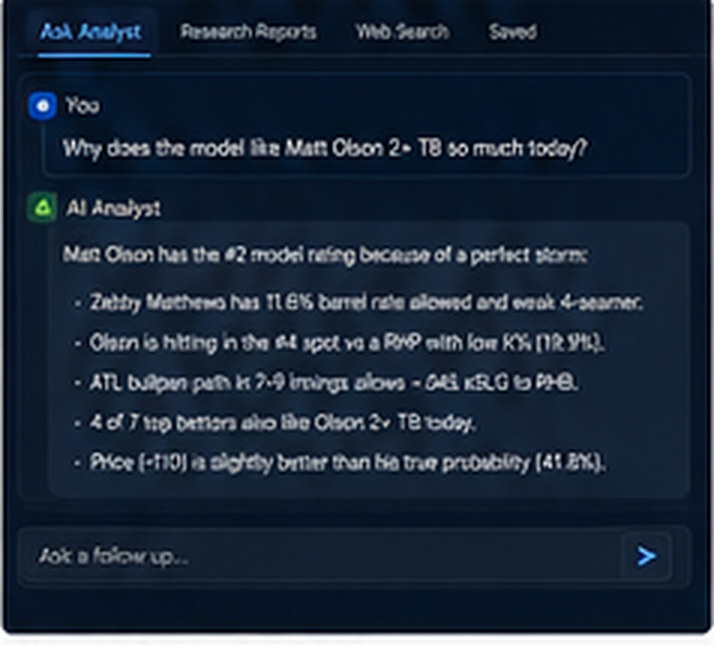 Ask Analyst Research Reports Web Search Saved
You
Why does the model like Matt Olson 2+ TB so much today?
AI Analyst
Matt Olson has the #2 model rating because of a perfect storm:
· Zebby Matthews has 11.6% barrel rate allowed and weak 4-seamer.
· Olson is hitting in the #4 spot vs a RHP with low K%
· ATL bullpen path in 7-9 innings allows xSLG to
· 4 of 7 top bettors also like Olson 2+ TB today.
· Price (-110) is slightly better than his true probability (41.8%).
Ask a follow up...